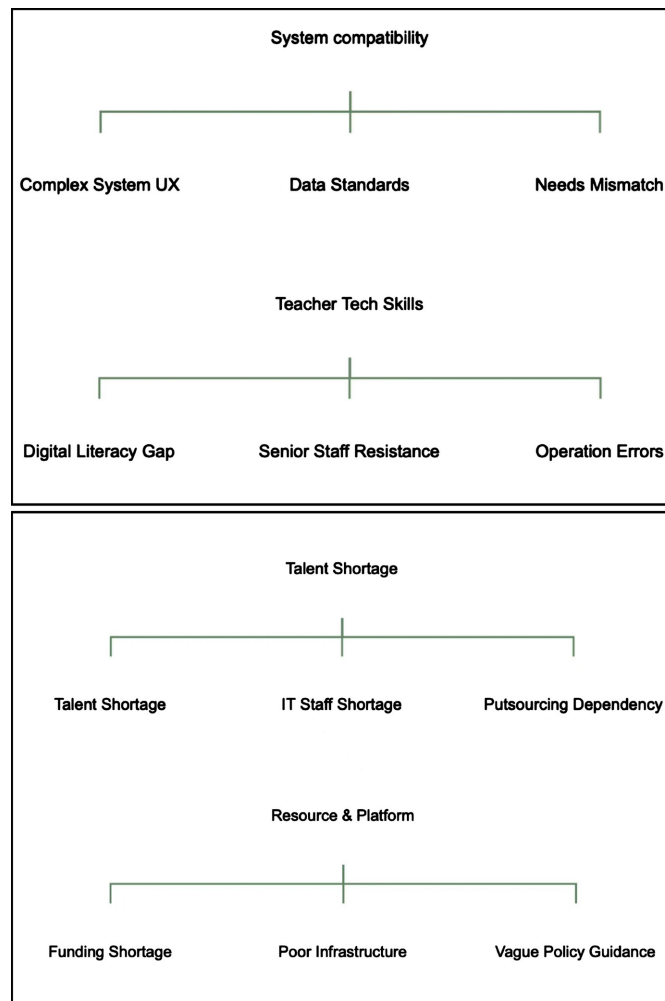 System compatibility
Complex System UX
Data Standards
Needs Mismatch
Teacher Tech Skills
Digital Literacy Gap
Senior Staff Resistance
Operation Errors
Talent Shortage
Talent Shortage
IT Staff Shortage
Putsourcing Dependency
Resource & Platform
Funding Shortage
Poor Infrastructure
Vague Policy Guidance